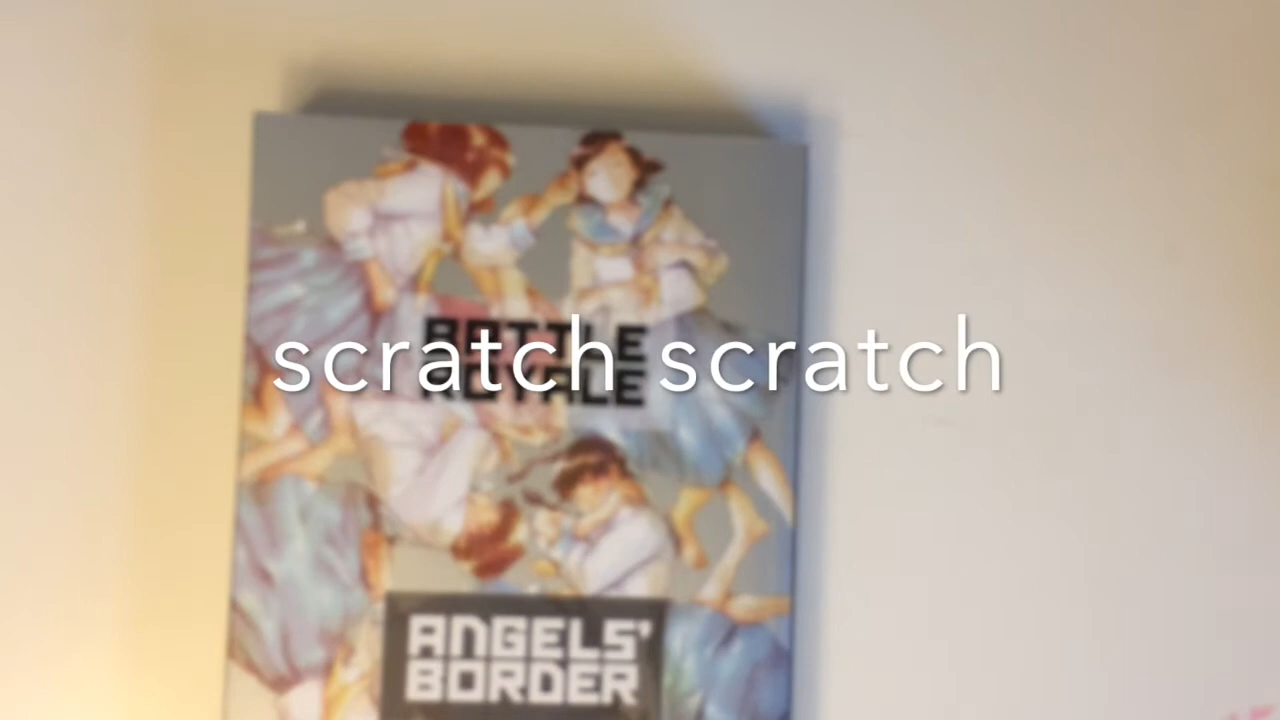 BATTLE
ROYALE
scratch scratch
ANGELS'
BORDER